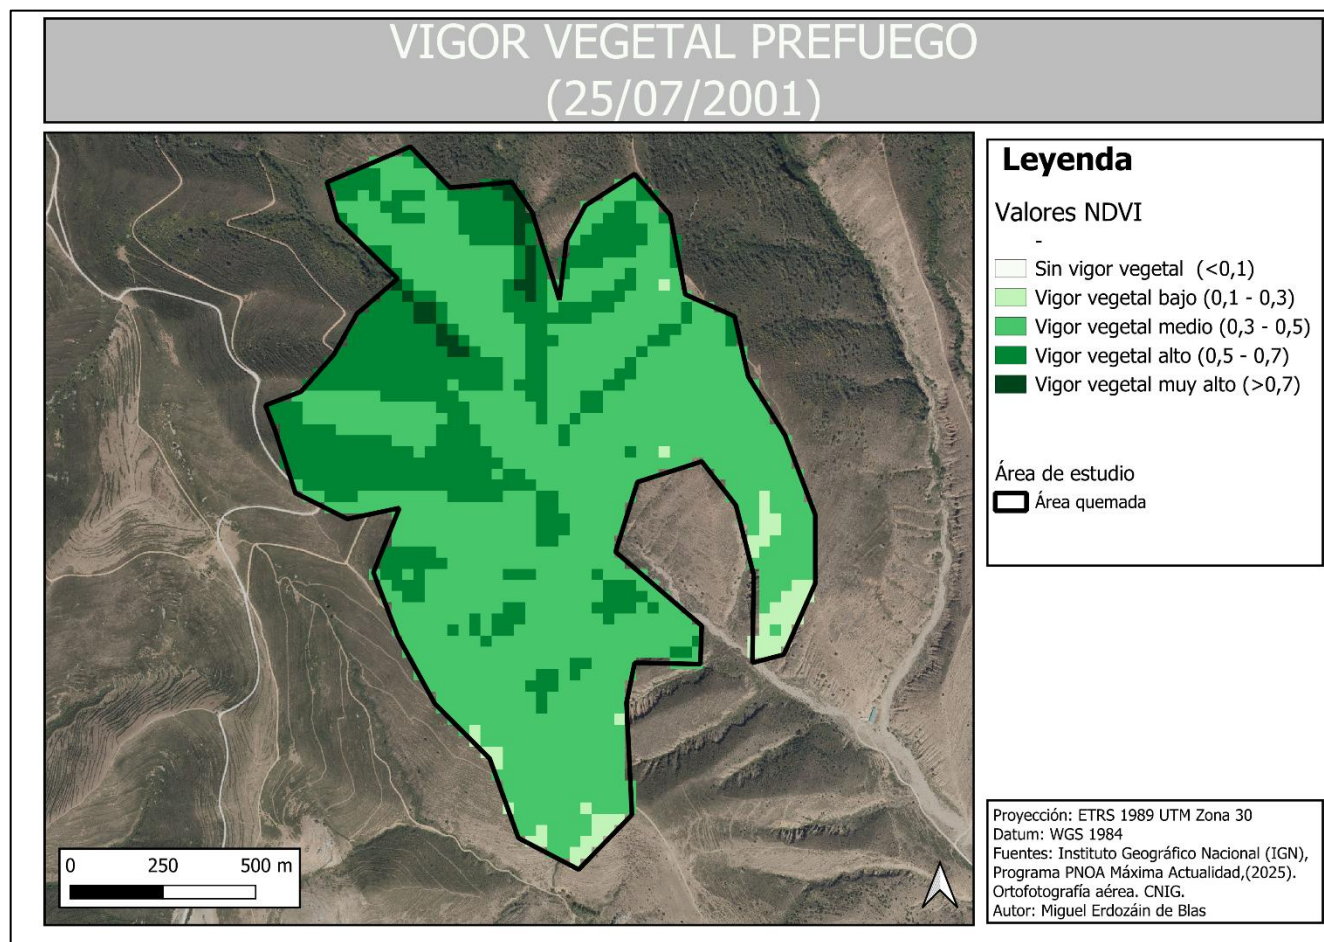 VIGOR VEGETAL PREFUEGO
(25/07/2001)
Leyenda
Valores NDVI
-
Sin vigor vegetal (<0,1)
Vigor vegetal bajo (0,1 - 0,3)
Vigor vegetal medio (0,3 - 0,5)
Vigor vegetal alto (0,5 - 0,7)
Vigor vegetal muy alto (>0,7)
Área de estudio
Área quemada
0 250 500 m
Proyección: ETRS 1989 UTM Zona 30
Datum: WGS 1984
Fuentes: Instituto Geográfico Nacional (IGN),
Programa PNOA Máxima Actualidad,(2025).
Ortofotografía aérea. CNIG.
Autor: Miguel Erdozáin de Blas